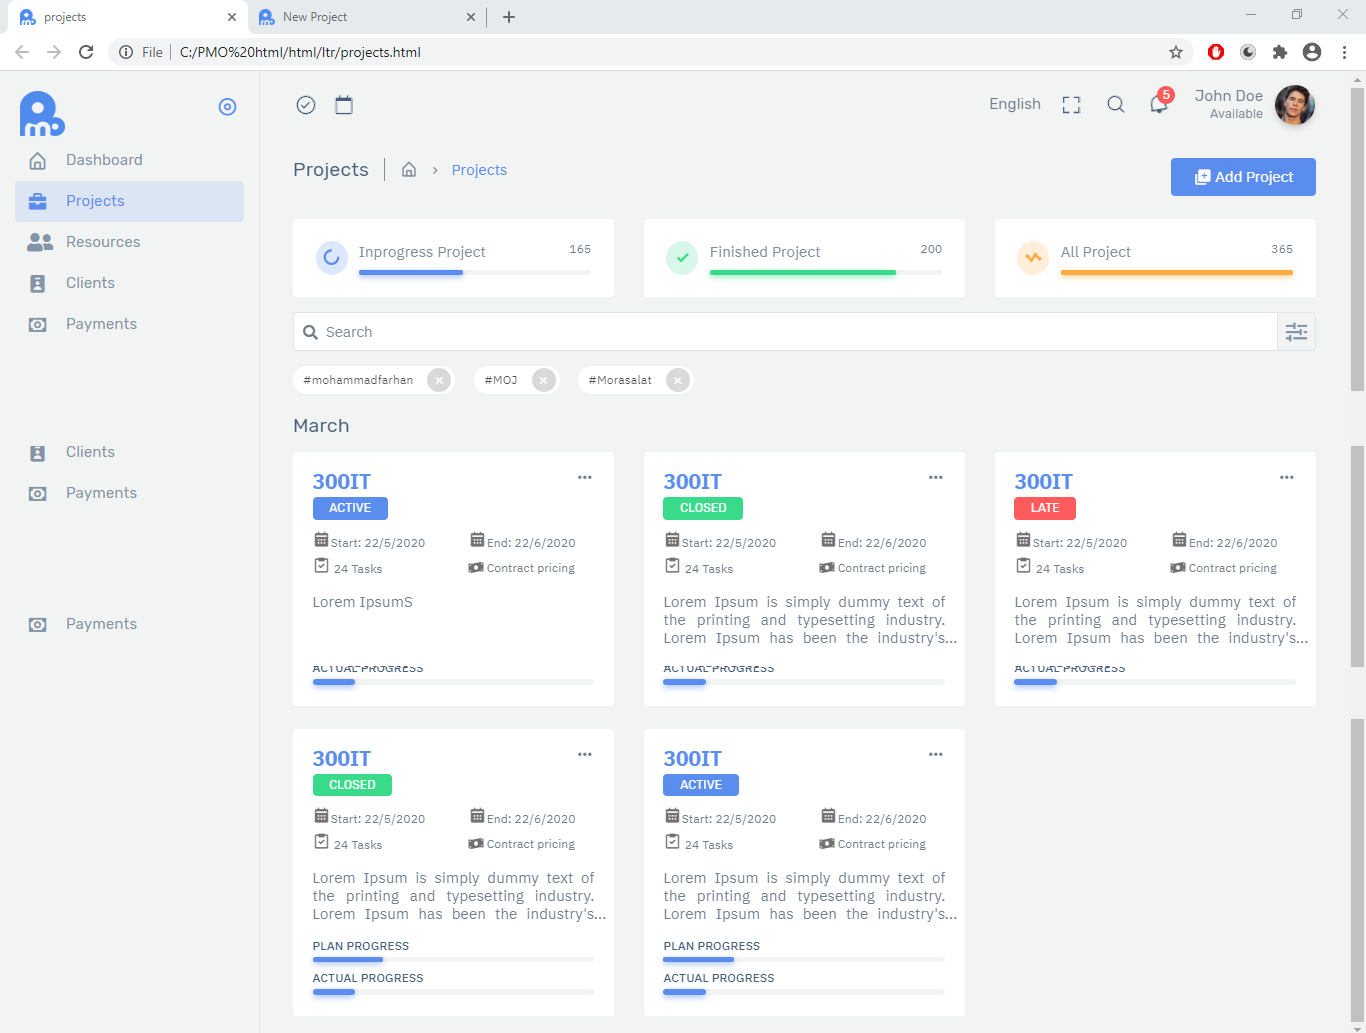 projects
New Project
File
C:/PMO%20html/html/ltr/projects.html
English
5
John Doe
Available
Dashboard
Projects
Resources
Clients
Payments
Clients
Payments
Payments
Projects
Projects
Add Project
Inprogress Project 165
Finished Project 200
All Project 365
Search
#mohammadfarhan
#MOJ
#Morasalat
March
300IT
ACTIVE
Start: 22/5/2020 End: 22/6/2020
24 Tasks Contract pricing
Lorem IpsumS
ACTUAL PROGRESS
300IT
CLOSED
Start: 22/5/2020 End: 22/6/2020
24 Tasks Contract pricing
Lorem Ipsum is simply dummy text of
the printing and typesetting industry.
Lorem Ipsum has been the industry's...
ACTUAL PROGRESS
300IT
LATE
Start: 22/5/2020 End: 22/6/2020
24 Tasks Contract pricing
Lorem Ipsum is simply dummy text of
the printing and typesetting industry.
Lorem Ipsum has been the industry's...
ACTUAL PROGRESS
300IT
CLOSED
Start: 22/5/2020 End: 22/6/2020
24 Tasks Contract pricing
Lorem Ipsum is simply dummy text of
the printing and typesetting industry.
Lorem Ipsum has been the industry's...
PLAN PROGRESS
ACTUAL PROGRESS
300IT
ACTIVE
Start: 22/5/2020 End: 22/6/2020
24 Tasks Contract pricing
Lorem Ipsum is simply dummy text of
the printing and typesetting industry.
Lorem Ipsum has been the industry's...
PLAN PROGRESS
ACTUAL PROGRESS